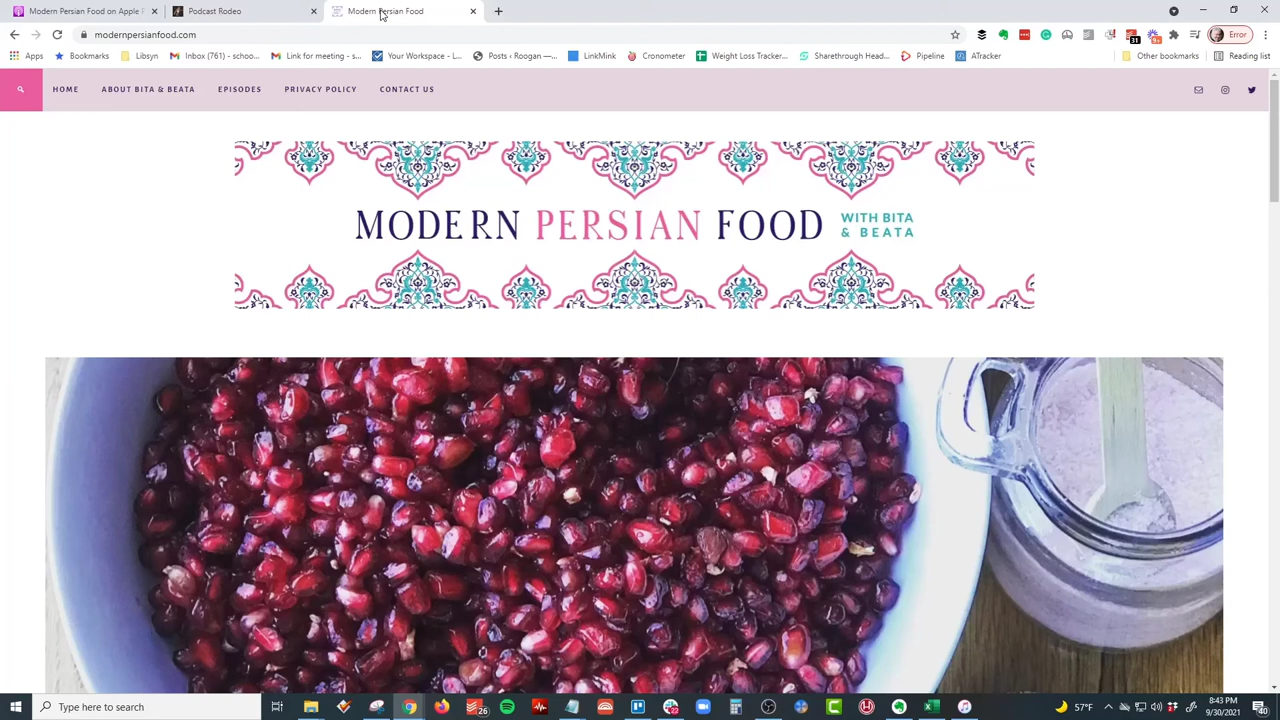 Modern Persian Food on Apple P
Podcast Rodeo
Modern Persian Food
modernpersianfood.com
Error
Apps
Bookmarks
Libsyn
Inbox (761) - schoo...
Link for meeting - s...
Your Workspace - L...
Posts ‹ Roogan —...
LinkMink
Cronometer
Weight Loss Tracker...
Sharethrough Head...
Pipeline
ATracker
Other bookmarks
Reading list
HOME
ABOUT BITA & BEATA
EPISODES
PRIVACY POLICY
CONTACT US
MODERN PERSIAN FOOD
WITH BITA
& BEATA
Type here to search
26
57°F
8:43 PM
9/30/2021
40